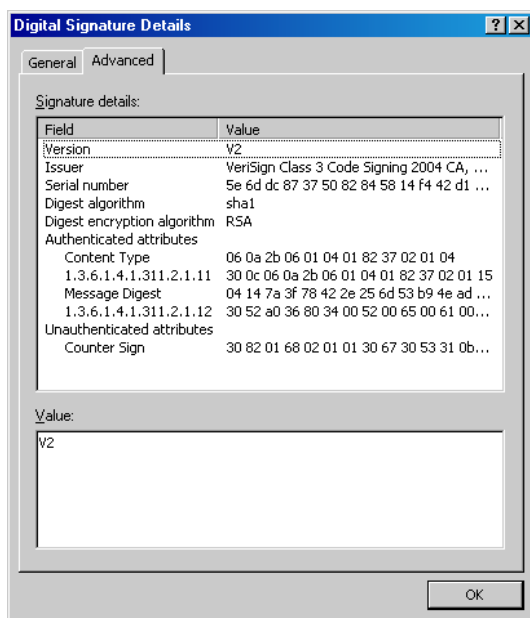 Digital Signature Details
General Advanced
Signature details:
Field Value
Version V2
Issuer VeriSign Class 3 Code Signing 2004 CA, ...
Serial number 5e 6d dc 87 37 50 82 84 58 14 f4 42 d1 ...
Digest algorithm sha1
Digest encryption algorithm RSA
Authenticated attributes
Content Type 06 0a 2b 06 01 04 01 82 37 02 01 04
1.3.6.1.4.1.311.2.1.11 30 0c 06 0a 2b 06 01 04 01 82 37 02 01 15
Message Digest 04 14 7a 3f 78 42 2e 25 6d 53 b9 4e ad ...
1.3.6.1.4.1.311.2.1.12 30 52 a0 36 80 34 00 52 00 65 00 61 00...
Unauthenticated attributes
Counter Sign 30 82 01 68 02 01 01 30 67 30 53 31 0b...
Value:
V2
OK